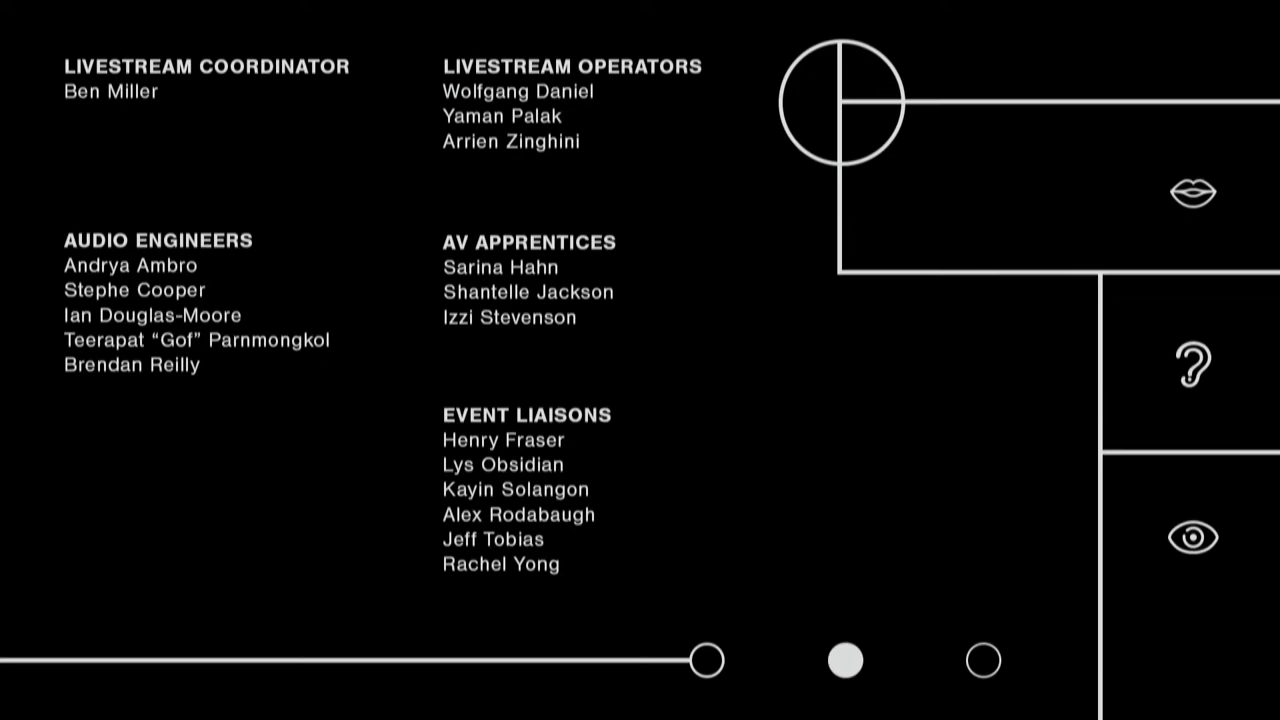 LIVESTREAM COORDINATOR
Ben Miller
LIVESTREAM OPERATORS
Wolfgang Daniel
Yaman Palak
Arrien Zinghini
AUDIO ENGINEERS
Andrya Ambro
Stephe Cooper
Ian Douglas-Moore
Teerapat “Gof” Parnmongkol
Brendan Reilly
AV APPRENTICES
Sarina Hahn
Shantelle Jackson
Izzi Stevenson
EVENT LIAISONS
Henry Fraser
Lys Obsidian
Kayin Solangon
Alex Rodabaugh
Jeff Tobias
Rachel Yong